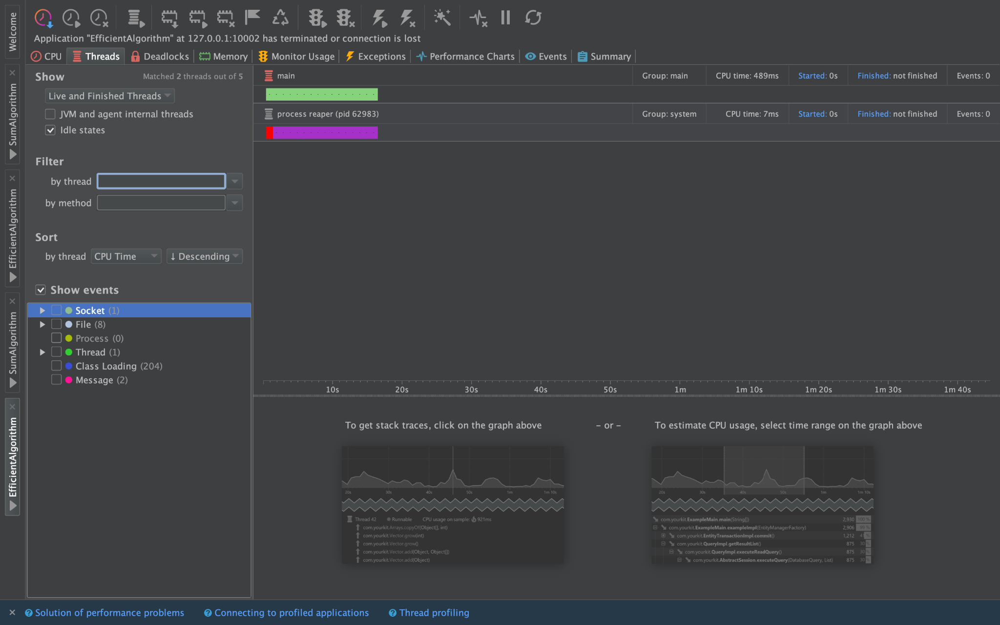 Welcome
SumAlgorithm
EfficientAlgorithm
SumAlgorithm
EfficientAlgorithm
Application "EfficientAlgorithm" at 127.0.0.1:10002 has terminated or connection is lost
CPU Threads Deadlocks Memory Monitor Usage Exceptions Performance Charts Events Summary
Show Matched 2 threads out of 5
Live and Finished Threads
JVM and agent internal threads
Idle states
Filter
by thread
by method
Sort
by thread CPU Time ↓ Descending
Show events
Socket (1)
File (8)
Process (0)
Thread (1)
Class Loading (204)
Message (2)
main Group: main CPU time: 489ms Started: 0s Finished: not finished Events: 0
process reaper (pid 62983) Group: system CPU time: 7ms Started: 0s Finished: not finished Events: 0
10s 20s 30s 40s 50s 1m 1m 10s 1m 20s 1m 30s 1m 40s
To get stack traces, click on the graph above – or – To estimate CPU usage, select time range on the graph above
20s 30s 40s 50s 1m 1m 10s
Thread 42 Runnable CPU usage on sample: 921ms
com.yourkit.Arrays.copyOf(Object[], int)
com.yourkit.Vector.grow(int)
com.yourkit.Vector.grow()
com.yourkit.Vector.add(Object, Object[])
com.yourkit.Vector.add(Object)
20s 30s 40s 50s 1m 1m 10s
com.yourkit.ExampleMain.main(String[]) 2,930 100 %
com.yourkit.ExampleMain.exampleImpl(EntityManagerFactory) 2,906 99 %
com.yourkit.EntityTransactionImpl.commit() 1,212 %
com.yourkit.QueryImpl.getResultList() 875 30 %
com.yourkit.QueryImpl.executeReadQuery() 875 30 %
com.yourkit.AbstractSession.executeQuery(DatabaseQuery, List) 875 30 %
Solution of performance problems Connecting to profiled applications Thread profiling